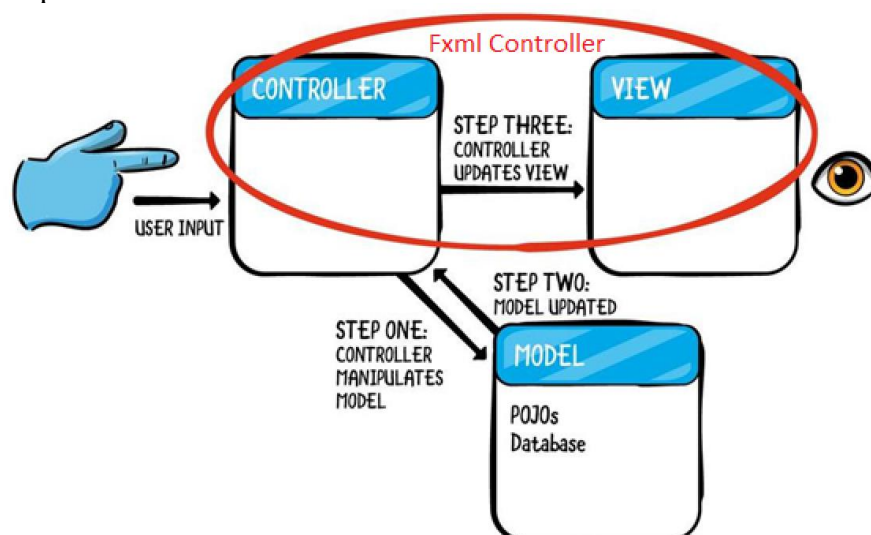 Fxml Controller
CONTROLLER
VIEW
STEP THREE:
CONTROLLER
UPDATES VIEW
USER INPUT
STEP TWO:
MODEL UPDATED
STEP ONE:
CONTROLLER
MANIPULATES
MODEL
MODEL
POJOs
Database